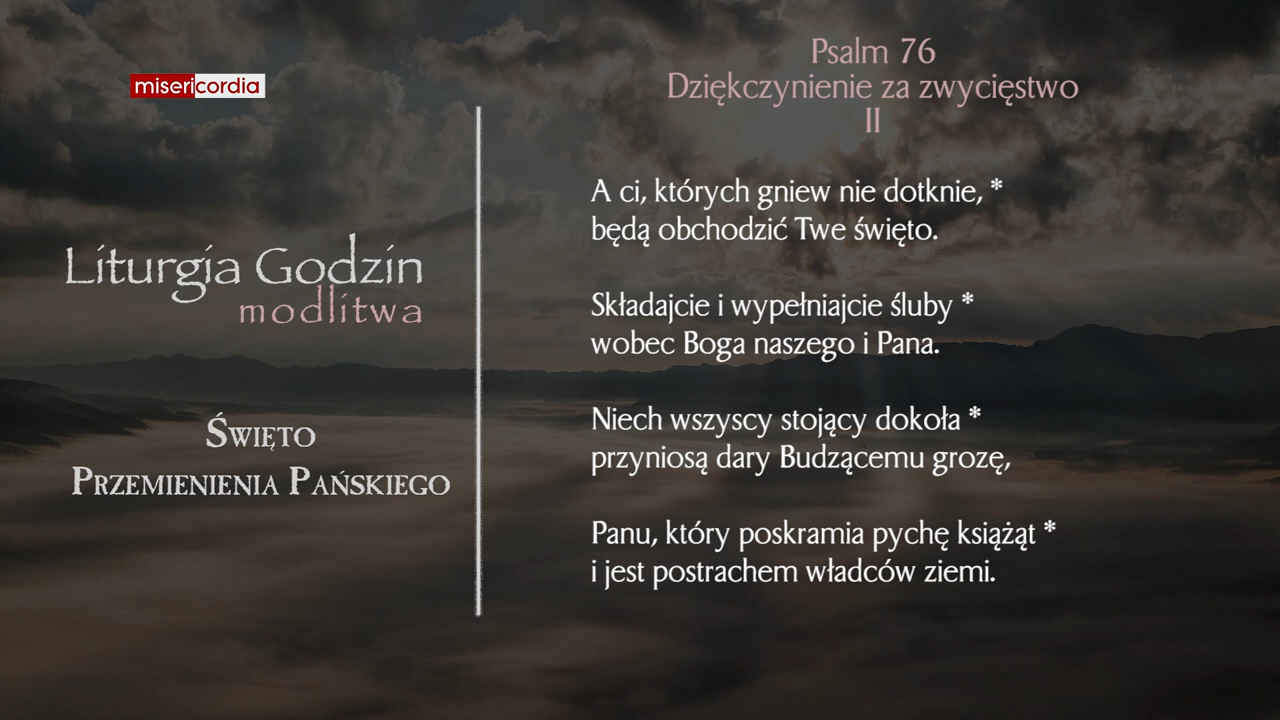 misericordia
Liturgia Godzin
modlitwa
Święto
Przemienienia Pańskiego
Psalm 76
Dziękczynienie za zwycięstwo
II
A ci, których gniew nie dotknie, *
będą obchodzić Twe święto.
Składajcie i wypełniajcie śluby *
wobec Boga naszego i Pana.
Niech wszyscy stojący dokoła *
przyniosą dary Budzącemu grozę,
Panu, który poskramia pychę książąt *
i jest postrachem władców ziemi.